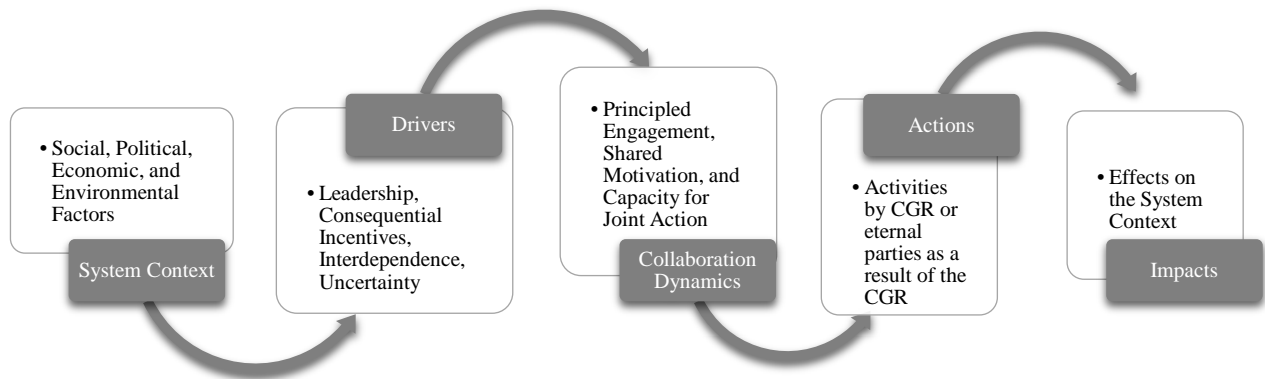 • Social, Political,
Economic, and
Environmental
Factors
System Context
Drivers
• Leadership,
Consequential
Incentives,
Interdependence,
Uncertainty
• Principled
Engagement,
Shared
Motivation, and
Capacity for
Joint Action
Collaboration
Dynamics
Actions
• Activities
by CGR or
eternal
parties as a
result of the
CGR
• Effects on
the System
Context
Impacts